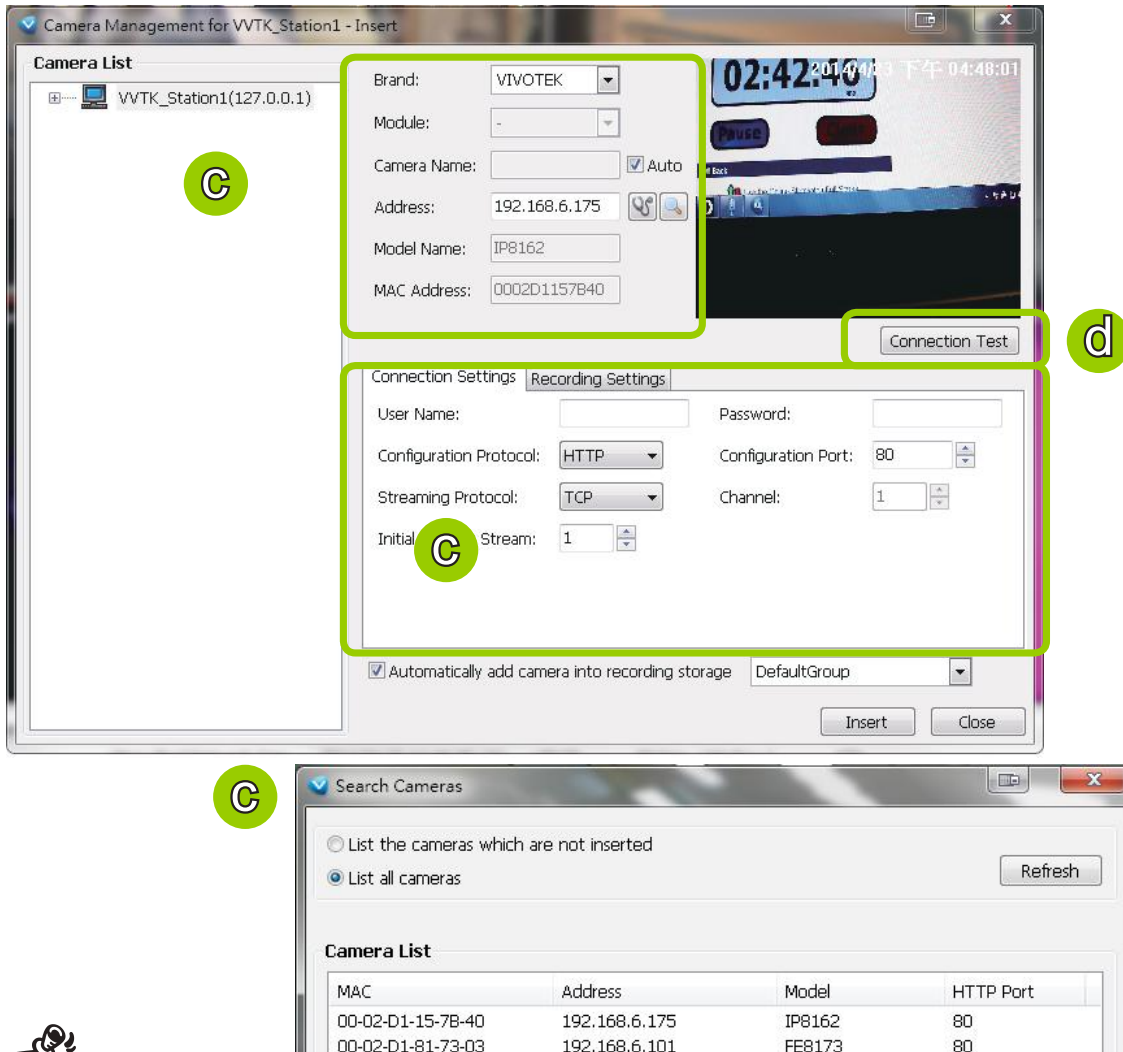 Camera Management for VVTK_Station1 - Insert
Camera List
VVTK_Station1(127.0.0.1)
C
Brand: VIVOTEK
Module: -
Camera Name: Auto
Address: 192.168.6.175
Model Name: IP8162
MAC Address: 0002D1157B40
2014/4/23 下午 04:48:01
02:42:46
Pause
Connection Test
d
Connection Settings Recording Settings
User Name: Password:
Configuration Protocol: HTTP Configuration Port: 80
Streaming Protocol: TCP Channel: 1
Initial C Stream: 1
Automatically add camera into recording storage DefaultGroup
Insert Close
C
Search Cameras
List the cameras which are not inserted
List all cameras
Refresh
Camera List
MAC Address Model HTTP Port
00-02-D1-15-7B-40 192.168.6.175 IP8162 80
00-02-D1-81-73-03 192.168.6.101 FE8173 80